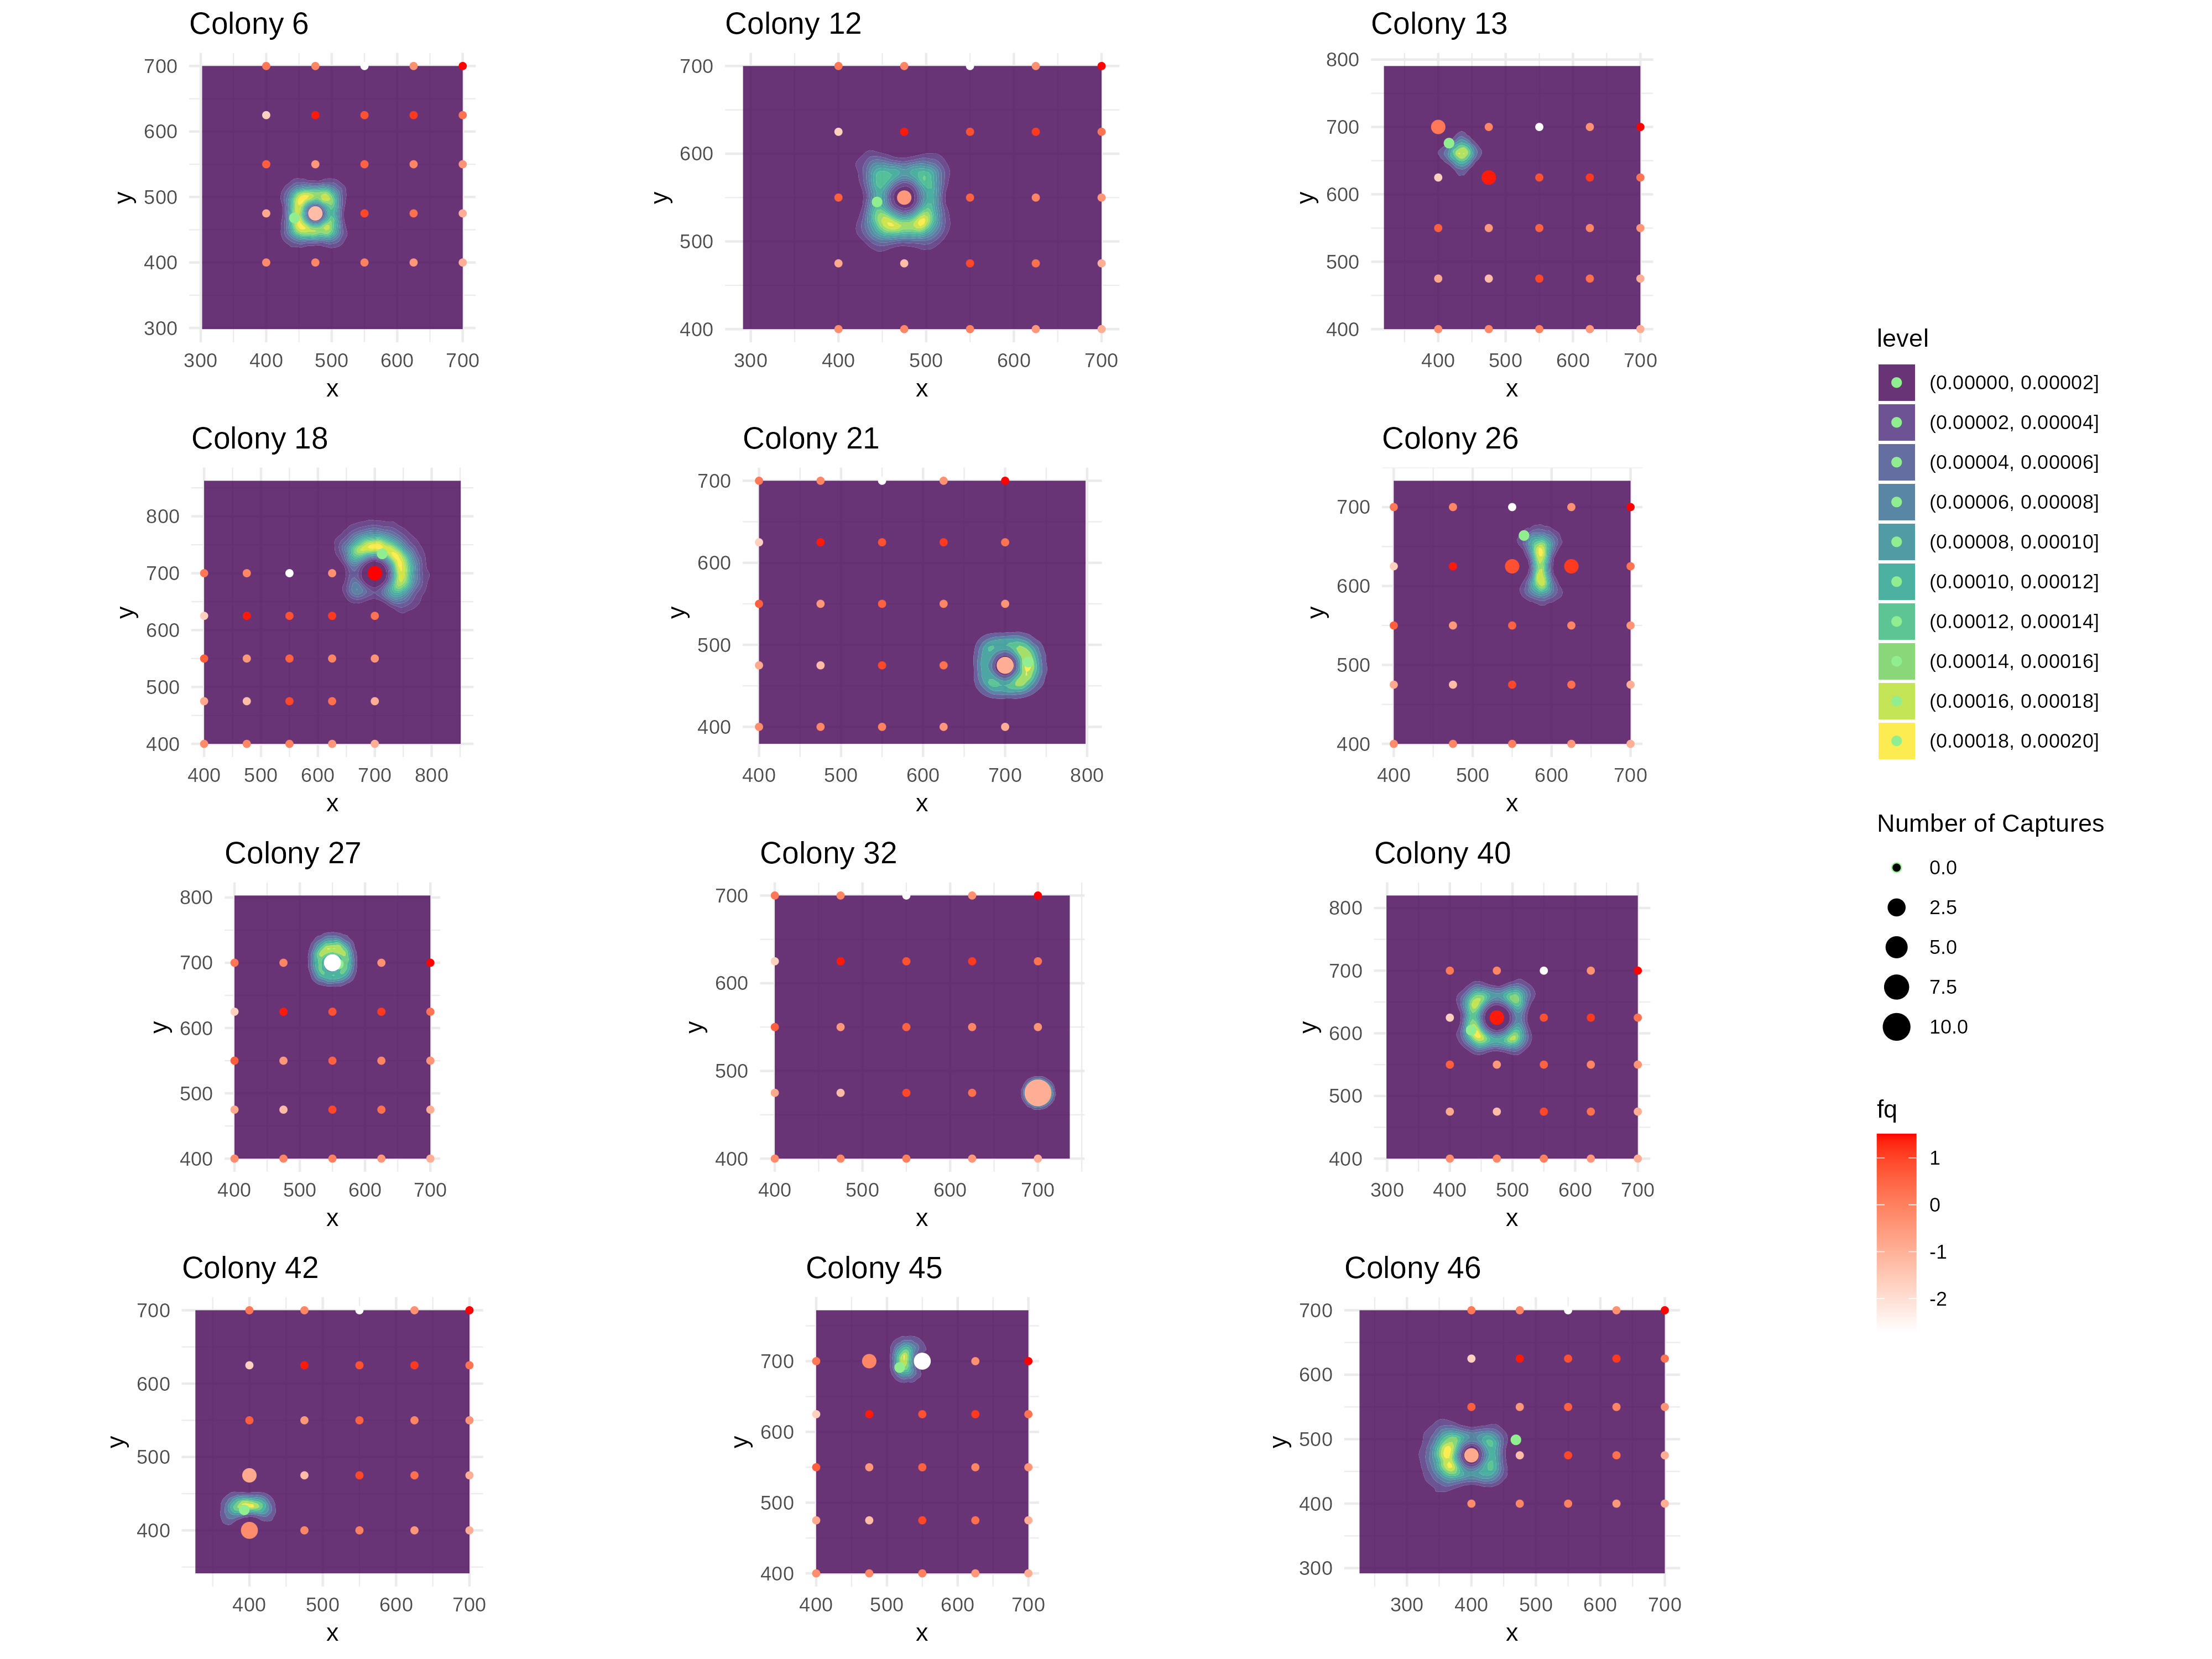 Colony 6
Colony 12
Colony 13
700
600
500
400
300
y
300 400 500 600 700
x
700
600
500
400
y
300 400 500 600 700
x
800
700
600
500
400
y
400 500 600 700
x
Colony 18
Colony 21
Colony 26
800
700
600
500
400
y
400 500 600 700 800
x
700
600
500
400
y
400 500 600 700 800
x
700
600
500
400
y
400 500 600 700
x
Colony 27
Colony 32
Colony 40
800
700
600
500
400
y
400 500 600 700
x
700
600
500
400
y
400 500 600 700
x
800
700
600
500
400
y
300 400 500 600 700
x
Colony 42
Colony 45
Colony 46
700
600
500
400
y
400 500 600 700
x
700
600
500
400
y
400 500 600 700
x
700
600
500
400
300
y
300 400 500 600 700
x
level
(0.00000, 0.00002]
(0.00002, 0.00004]
(0.00004, 0.00006]
(0.00006, 0.00008]
(0.00008, 0.00010]
(0.00010, 0.00012]
(0.00012, 0.00014]
(0.00014, 0.00016]
(0.00016, 0.00018]
(0.00018, 0.00020]
Number of Captures
0.0
2.5
5.0
7.5
10.0
fq
1
0
-1
-2